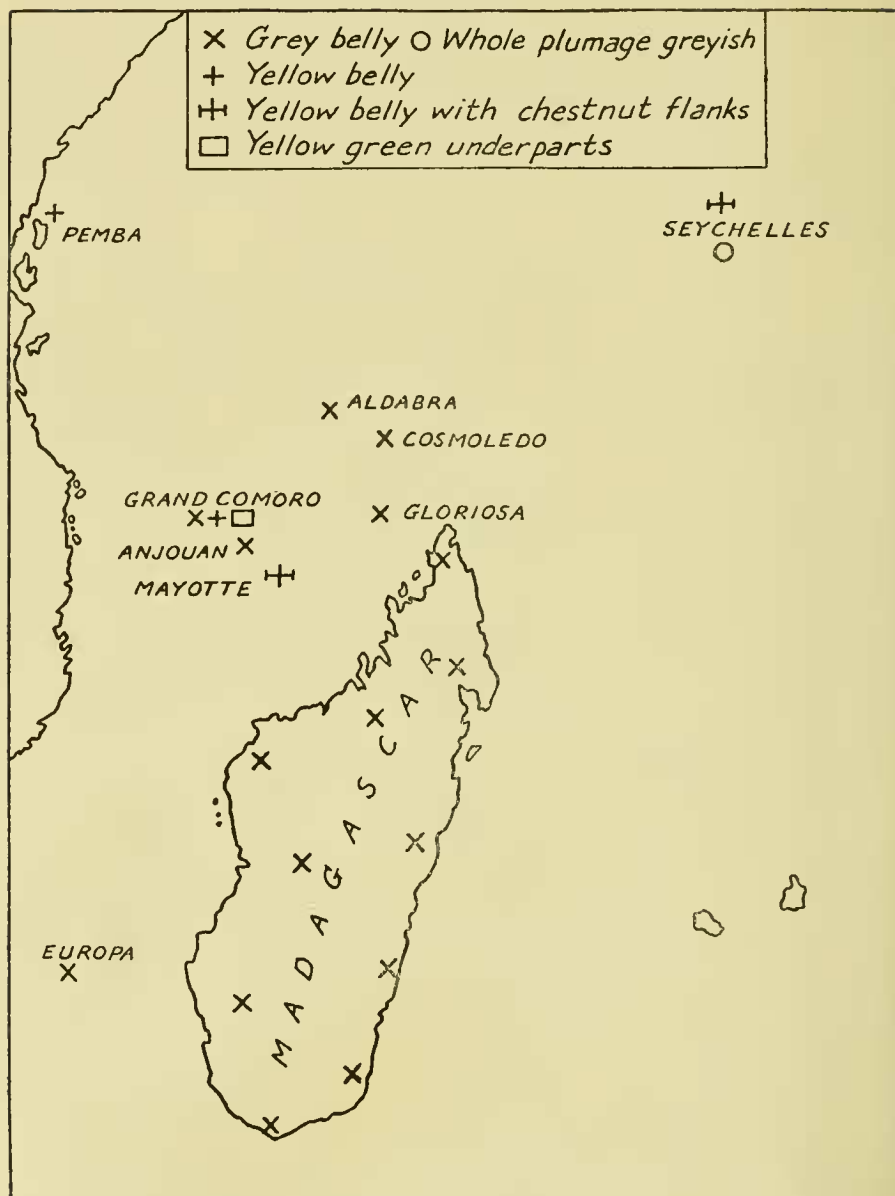 Grey belly Whole plumage greyish
Yellow belly
Yellow belly with chestnut flanks
Yellow green underparts
PEMBA
SEYCHELLES
ALDABRA
COSMOLEDO
GRAND COMORO
GLORIOSA
ANJOUAN
MAYOTTE
MADAGASCAR
EUROPA